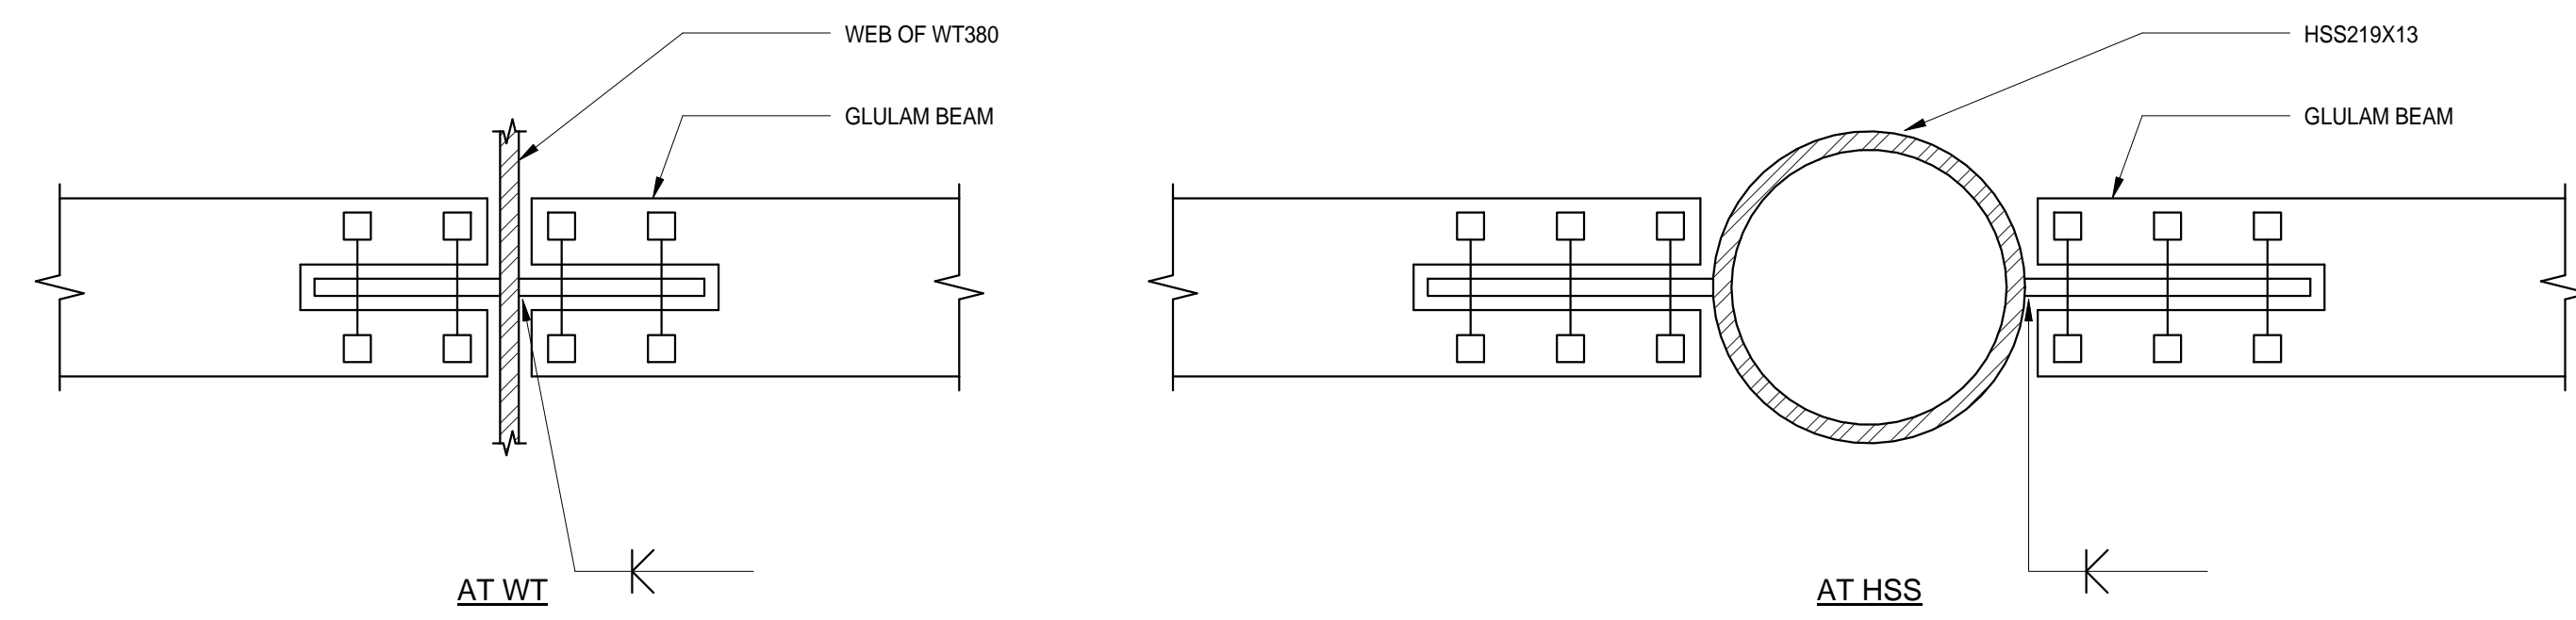 WEB OF WT380
GLULAM BEAM
AT WT
HSS219X13
GLULAM BEAM
AT HSS